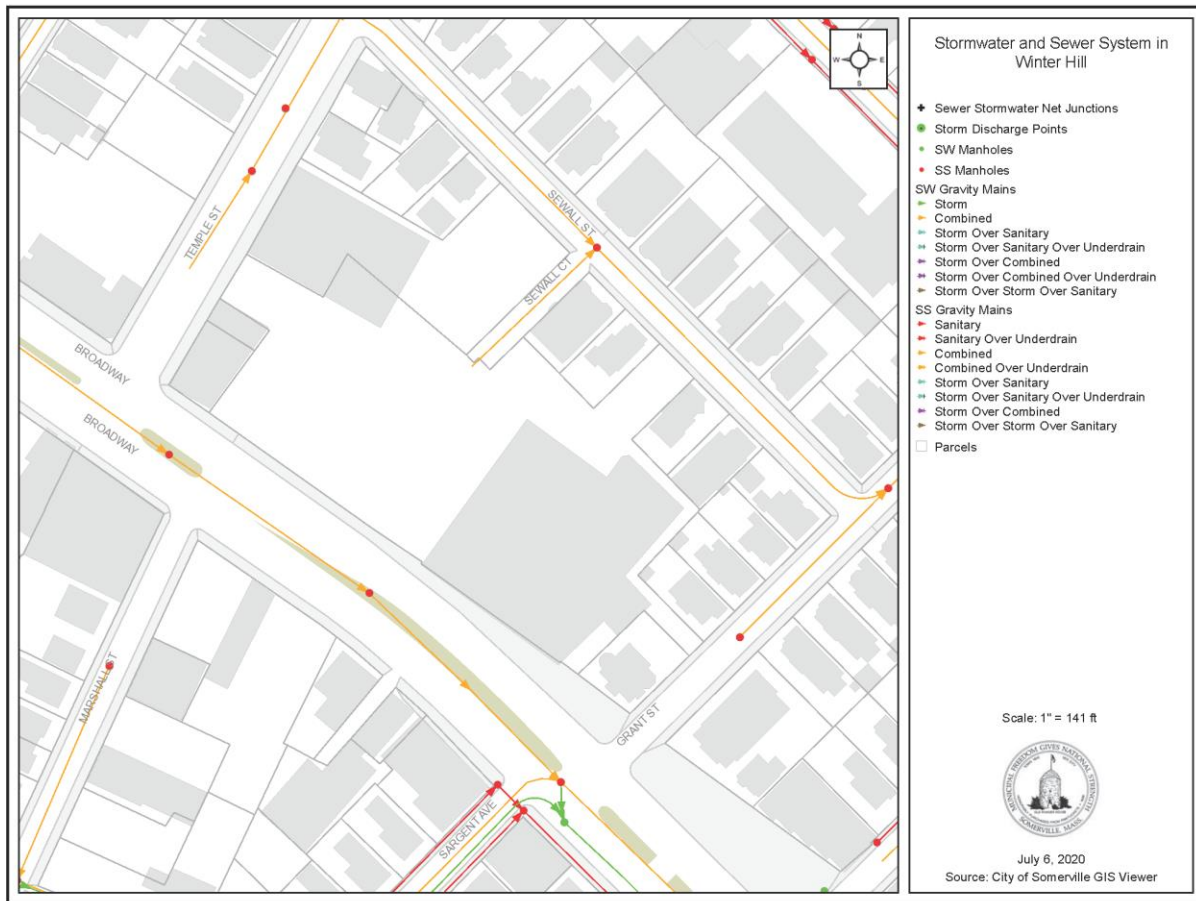 Stormwater and Sewer System in
Winter Hill
Sewer Stormwater Net Junctions
Storm Discharge Points
SW Manholes
SS Manholes
SW Gravity Mains
Storm
Combined
Storm Over Sanitary
Storm Over Sanitary Over Underdrain
Storm Over Combined
Storm Over Combined Over Underdrain
Storm Over Storm Over Sanitary
SS Gravity Mains
Sanitary
Sanitary Over Underdrain
Combined
Combined Over Underdrain
Storm Over Sanitary
Storm Over Sanitary Over Underdrain
Storm Over Combined
Storm Over Storm Over Sanitary
Parcels
Scale: 1" = 141 ft
MUNICIPAL FREEDOM GIVES NATIONAL STRENGTH
SOMERVILLE, MASS
July 6, 2020
Source: City of Somerville GIS Viewer
N
W E
S
TEMPLE ST
SEWALL ST
SEWALL CT
BROADWAY
BROADWAY
MARSHALL ST
GRANT ST
SARGENT AVE